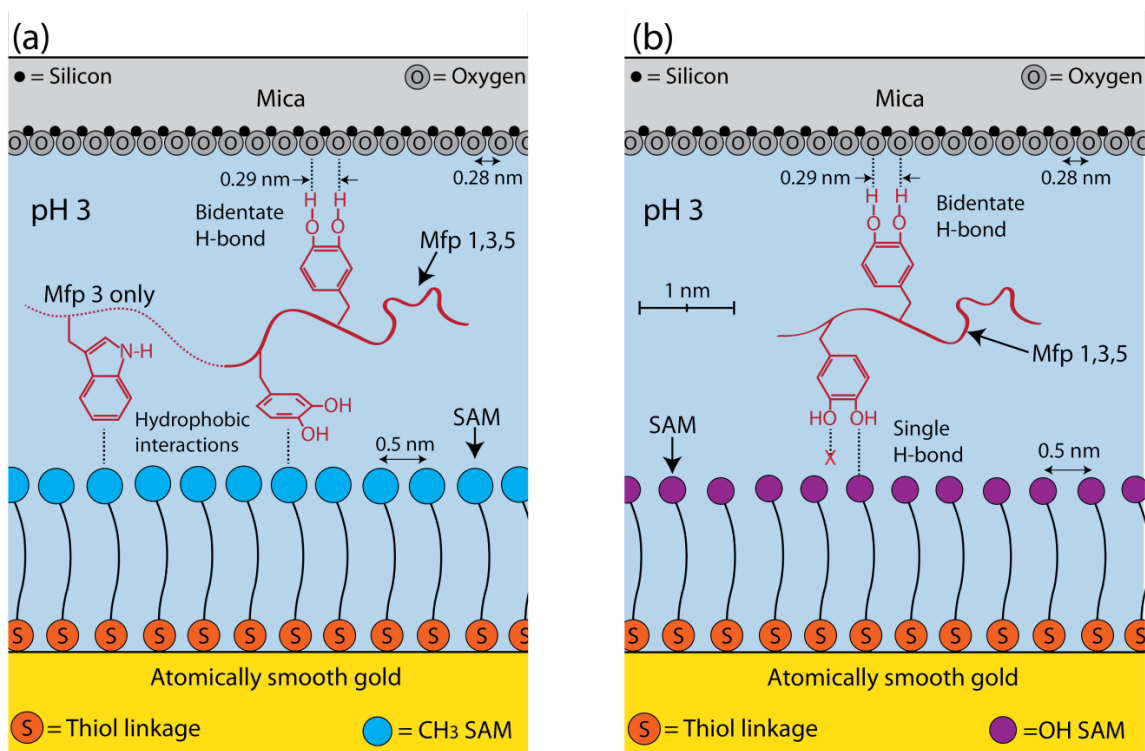 (a)
= Silicon
O = Oxygen
Mica
O O O O O O O O O O O O O O O O O O O O
0.29 nm
0.28 nm
pH 3
H H
Bidentate
H-bond
O O
Mfp 1,3,5
Mfp 3 only
N-H
OH
OH
Hydrophobic
interactions
SAM
0.5 nm
S S S S S S S S S S S S
Atomically smooth gold
S = Thiol linkage
= CH3 SAM
(b)
= Silicon
O = Oxygen
Mica
O O O O O O O O O O O O O O O O O O O O
0.29 nm
0.28 nm
pH 3
H H
Bidentate
H-bond
O O
1 nm
Mfp 1,3,5
HO OH
SAM
X
Single
H-bond
0.5 nm
S S S S S S S S S S S S
Atomically smooth gold
S = Thiol linkage
=OH SAM